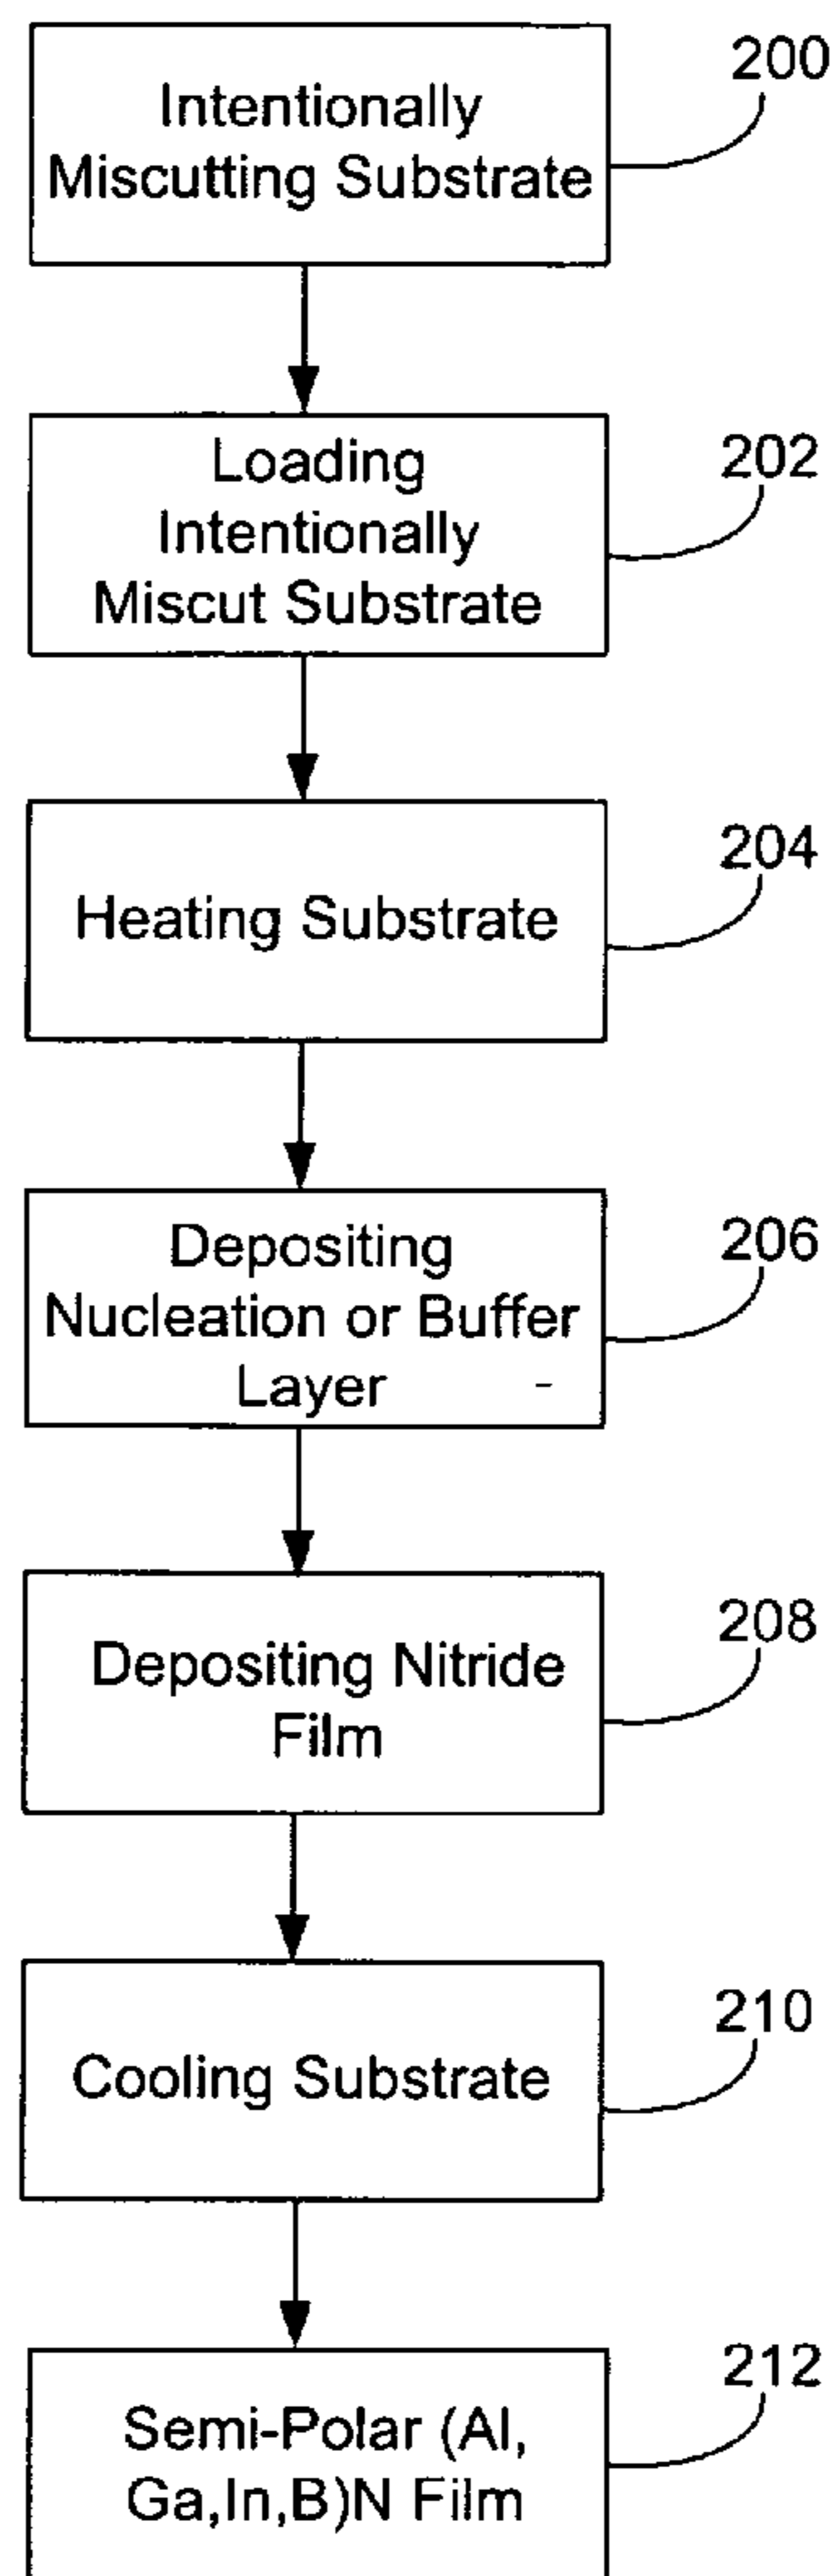 200
Intentionally
Miscutting Substrate
202
Loading
Intentionally
Miscut Substrate
204
Heating Substrate
206
Depositing
Nucleation or Buffer
Layer
208
Depositing Nitride
Film
210
Cooling Substrate
212
Semi-Polar (Al,
Ga,In,B)N Film